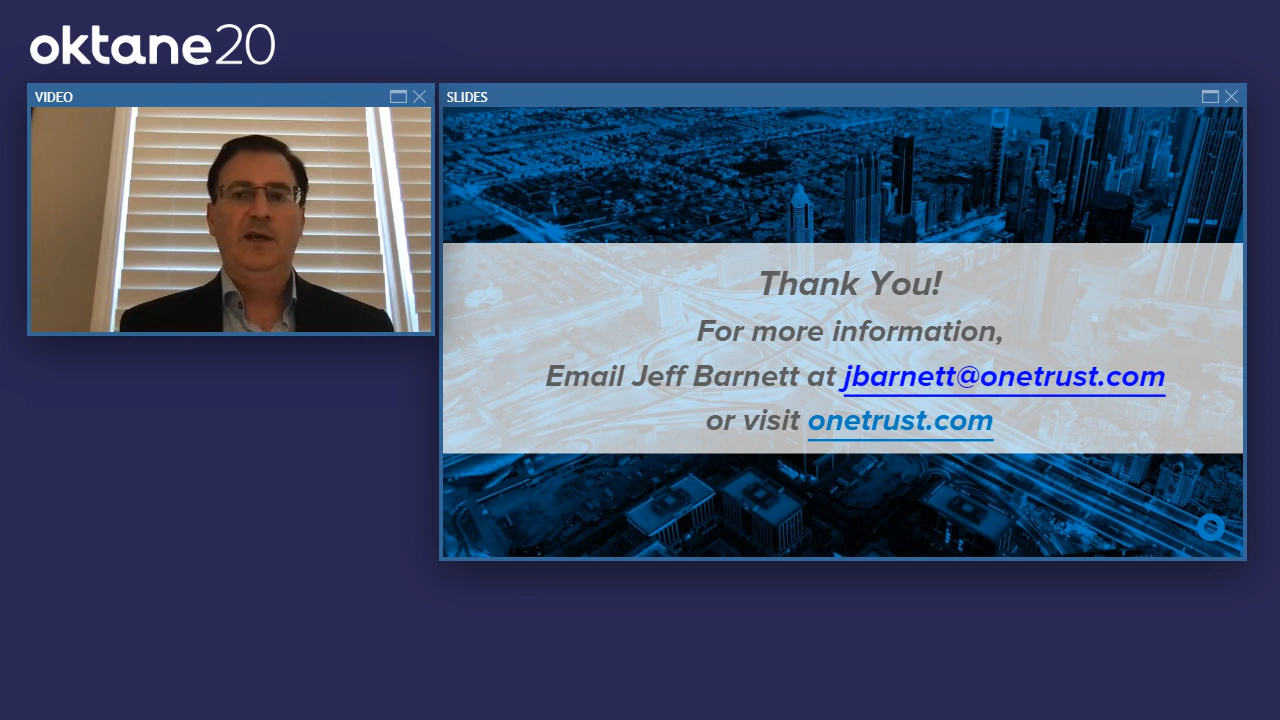 oktane20
VIDEO
SLIDES
Thank You!
For more information,
Email Jeff Barnett at jbarnett@onetrust.com
or visit onetrust.com